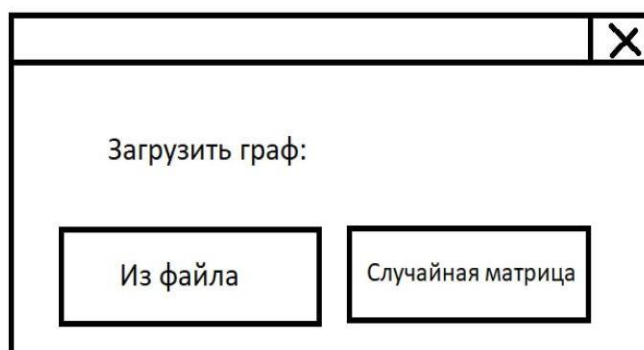 Загрузить граф:
Из файла
Случайная матрица